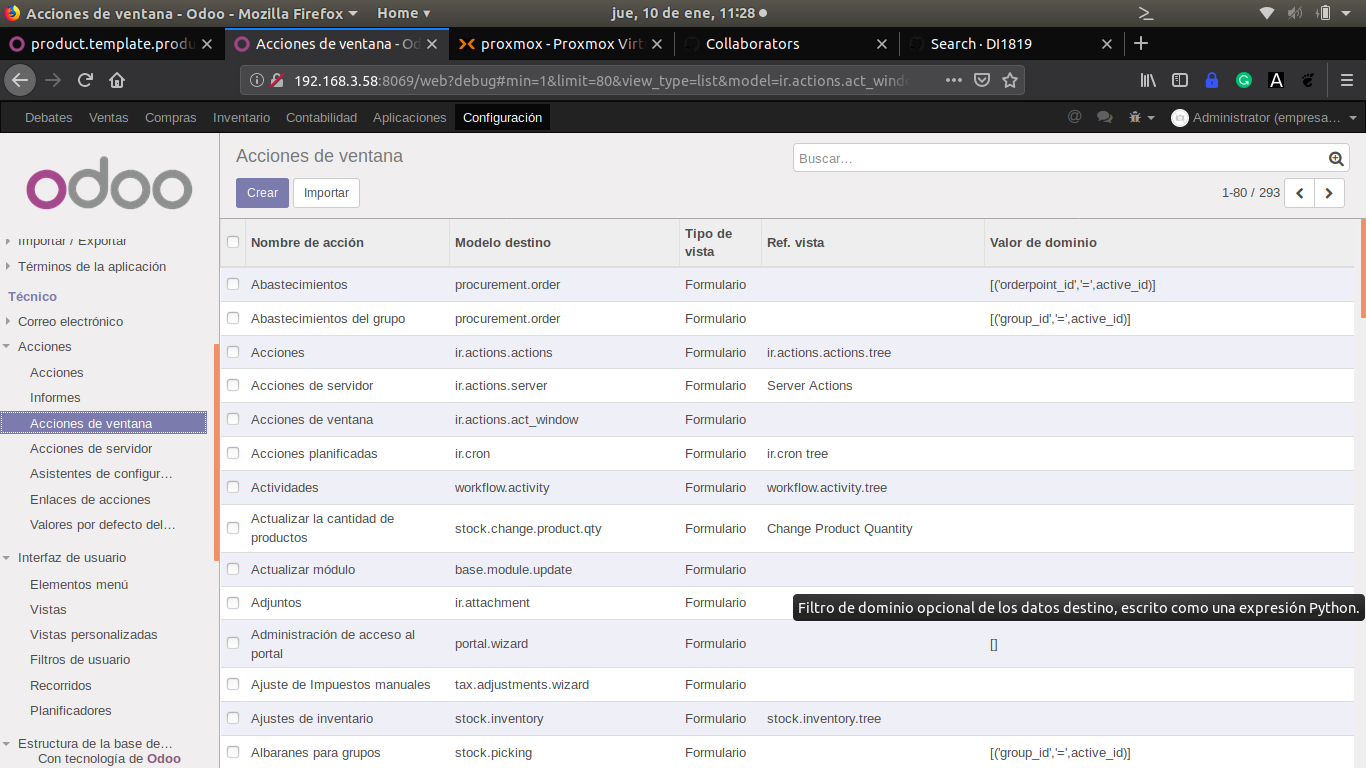 Acciones de ventana - Odoo - Mozilla Firefox ▾ Home ▾ jue, 10 de ene, 11:28
product.template.produ Acciones de ventana - Od proxmox - Proxmox Virt Collaborators Search · DI1819
192.168.3.58:8069/web?debug#min=1&limit=80&view_type=list&model=ir.actions.act_windo
Debates Ventas Compras Inventario Contabilidad Aplicaciones Configuración Administrator (empresa…
odoo
Importar / Exportar
Términos de la aplicación
Técnico
Correo electrónico
Acciones
Acciones
Informes
Acciones de ventana
Acciones de servidor
Asistentes de configur…
Enlaces de acciones
Valores por defecto del…
Interfaz de usuario
Elementos menú
Vistas
Vistas personalizadas
Filtros de usuario
Recorridos
Planificadores
Estructura de la base de…
Con tecnología de Odoo
Acciones de ventana
Buscar...
Crear Importar
1-80 / 293
Nombre de acción Modelo destino Tipo de vista Ref. vista Valor de dominio
Abastecimientos procurement.order Formulario [('orderpoint_id','=',active_id)]
Abastecimientos del grupo procurement.order Formulario [('group_id','=',active_id)]
Acciones ir.actions.actions Formulario ir.actions.actions.tree
Acciones de servidor ir.actions.server Formulario Server Actions
Acciones de ventana ir.actions.act_window Formulario
Acciones planificadas ir.cron Formulario ir.cron tree
Actividades workflow.activity Formulario workflow.activity.tree
Actualizar la cantidad de productos stock.change.product.qty Formulario Change Product Quantity
Actualizar módulo base.module.update Formulario
Adjuntos ir.attachment Formulario
Filtro de dominio opcional de los datos destino, escrito como una expresión Python.
Administración de acceso al portal portal.wizard Formulario []
Ajuste de Impuestos manuales tax.adjustments.wizard Formulario
Ajustes de inventario stock.inventory Formulario stock.inventory.tree
Albaranes para grupos stock.picking Formulario [('group_id','=',active_id)]